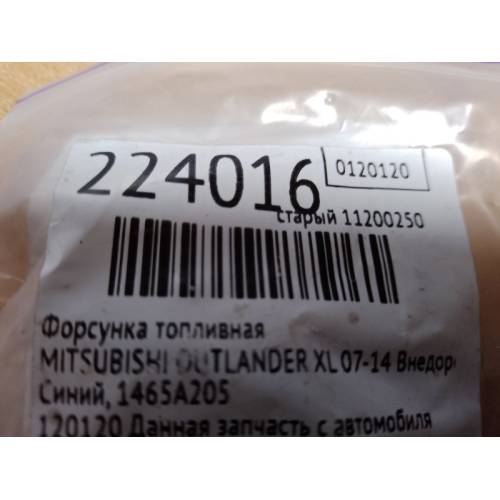 224016
0120120
старый 11200250
Форсунка топливная
MITSUBISHI OUTLANDER XL 07-14 Внедор
Синий, 1465A205
120120 Данная запчасть с автомобиля